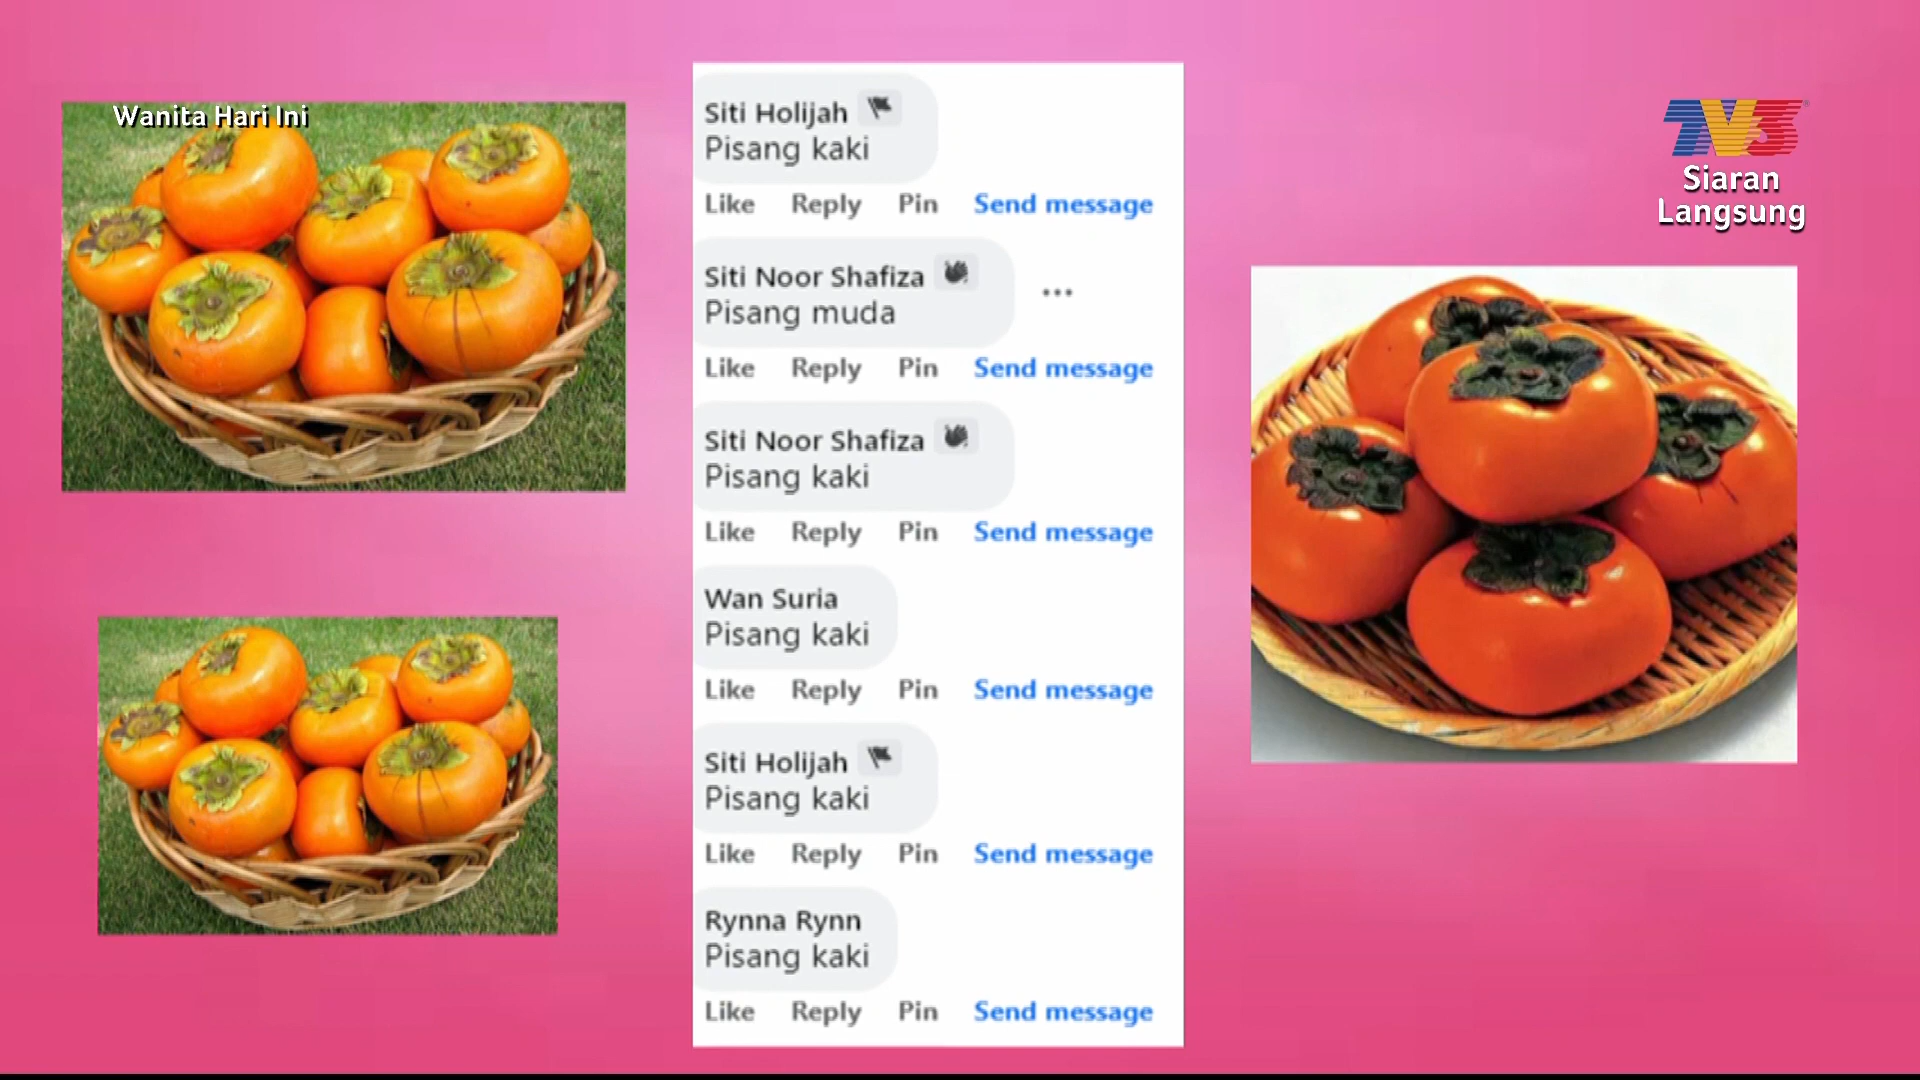 Wanita Hari Ini
Siti Holijah
Pisang kaki
Like Reply Pin Send message
Siti Noor Shafiza
Pisang muda
Like Reply Pin Send message
Siti Noor Shafiza
Pisang kaki
Like Reply Pin Send message
Wan Suria
Pisang kaki
Like Reply Pin Send message
Siti Holijah
Pisang kaki
Like Reply Pin Send message
Rynna Rynn
Pisang kaki
Like Reply Pin Send message
TV3
Siaran
Langsung